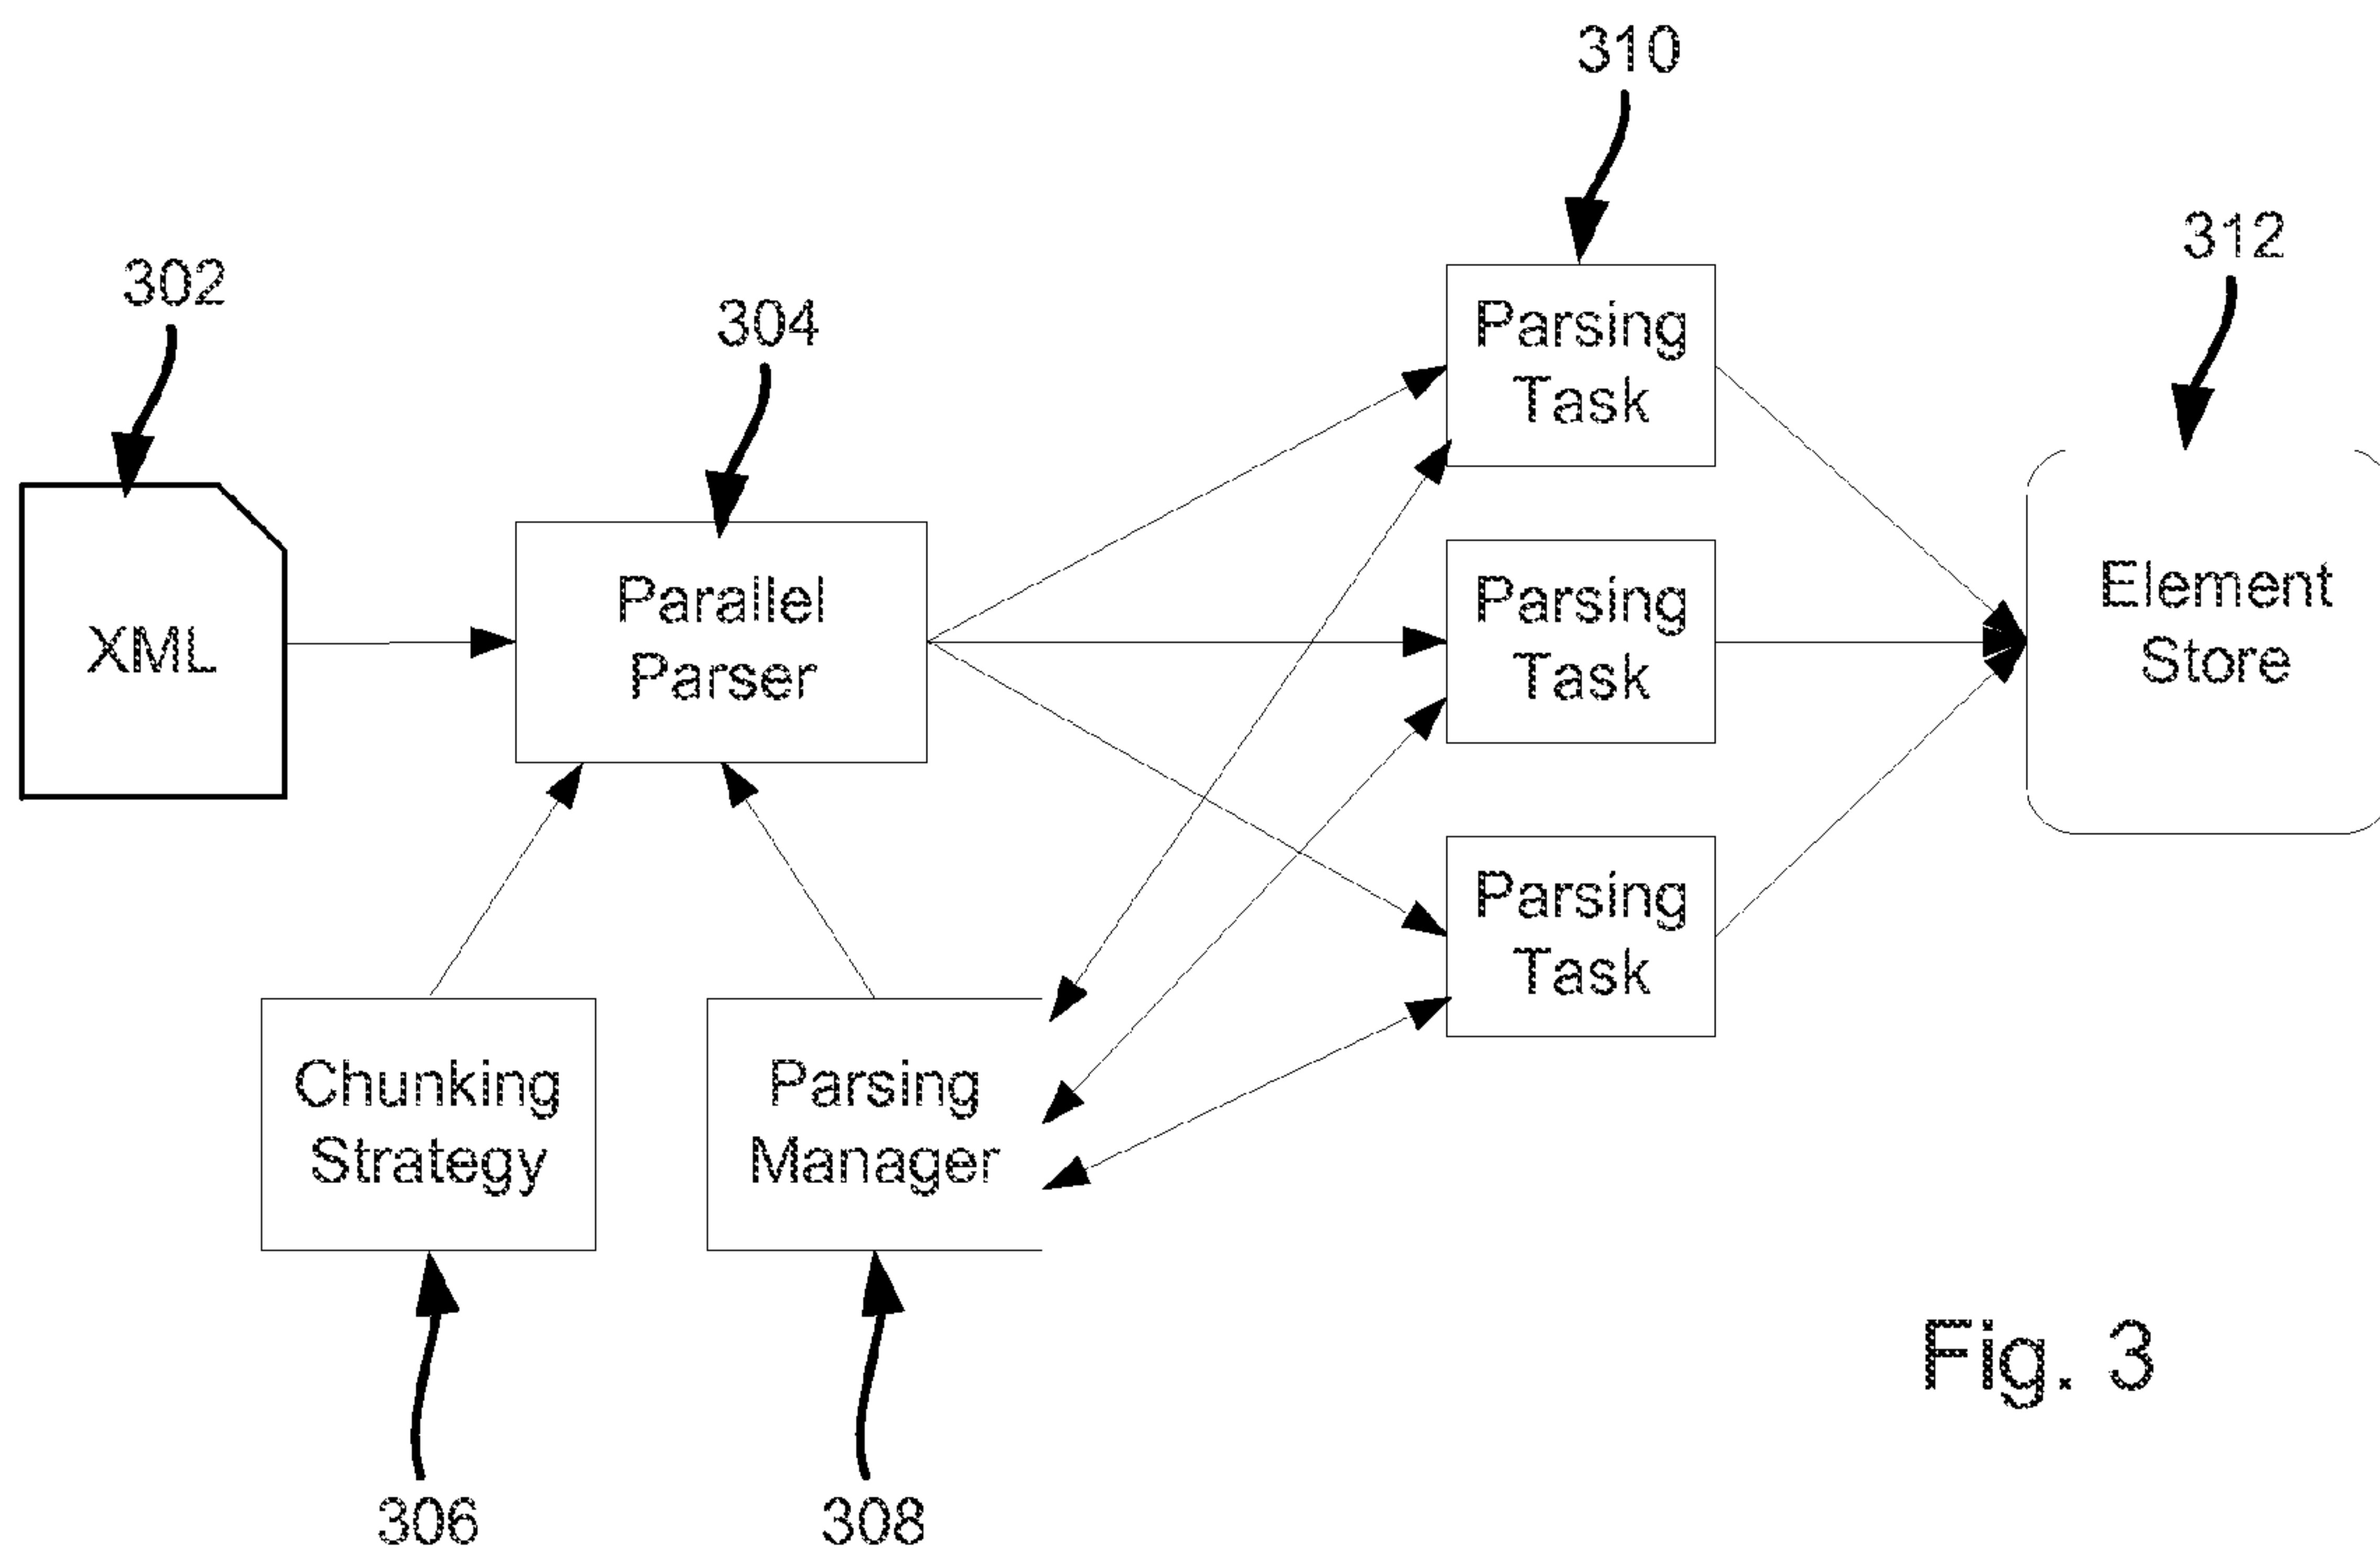 310
312
302
304
Parsing
Task
XML
Parallel
Parser
Parsing
Task
Element
Store
Parsing
Task
Chunking
Strategy
Parsing
Manager
306
308
Fig. 3